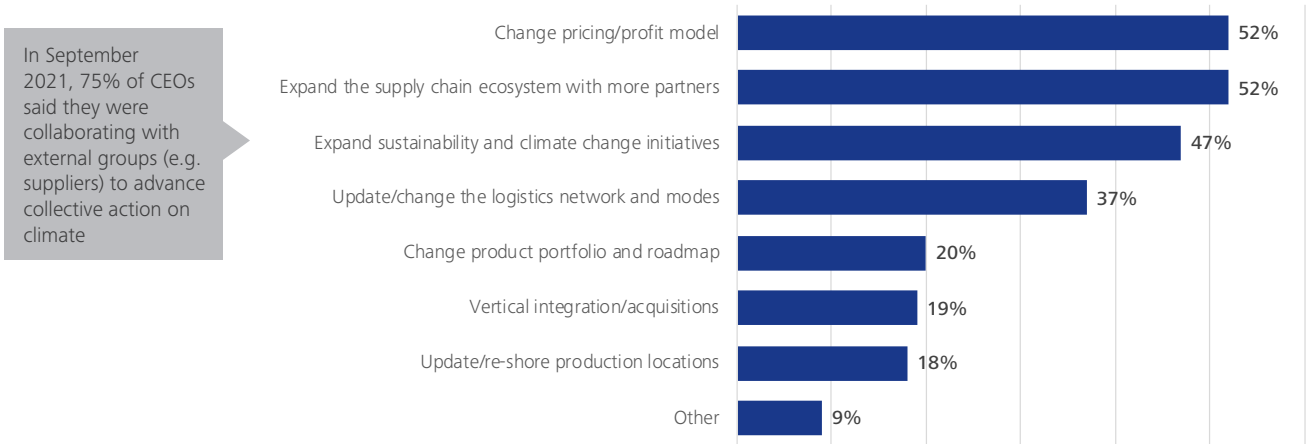 In September
2021, 75% of CEOs
said they were
collaborating with
external groups (e.g.
suppliers) to advance
collective action on
climate
Change pricing/profit model 52%
Expand the supply chain ecosystem with more partners 52%
Expand sustainability and climate change initiatives 47%
Update/change the logistics network and modes 37%
Change product portfolio and roadmap 20%
Vertical integration/acquisitions 19%
Update/re-shore production locations 18%
Other 9%